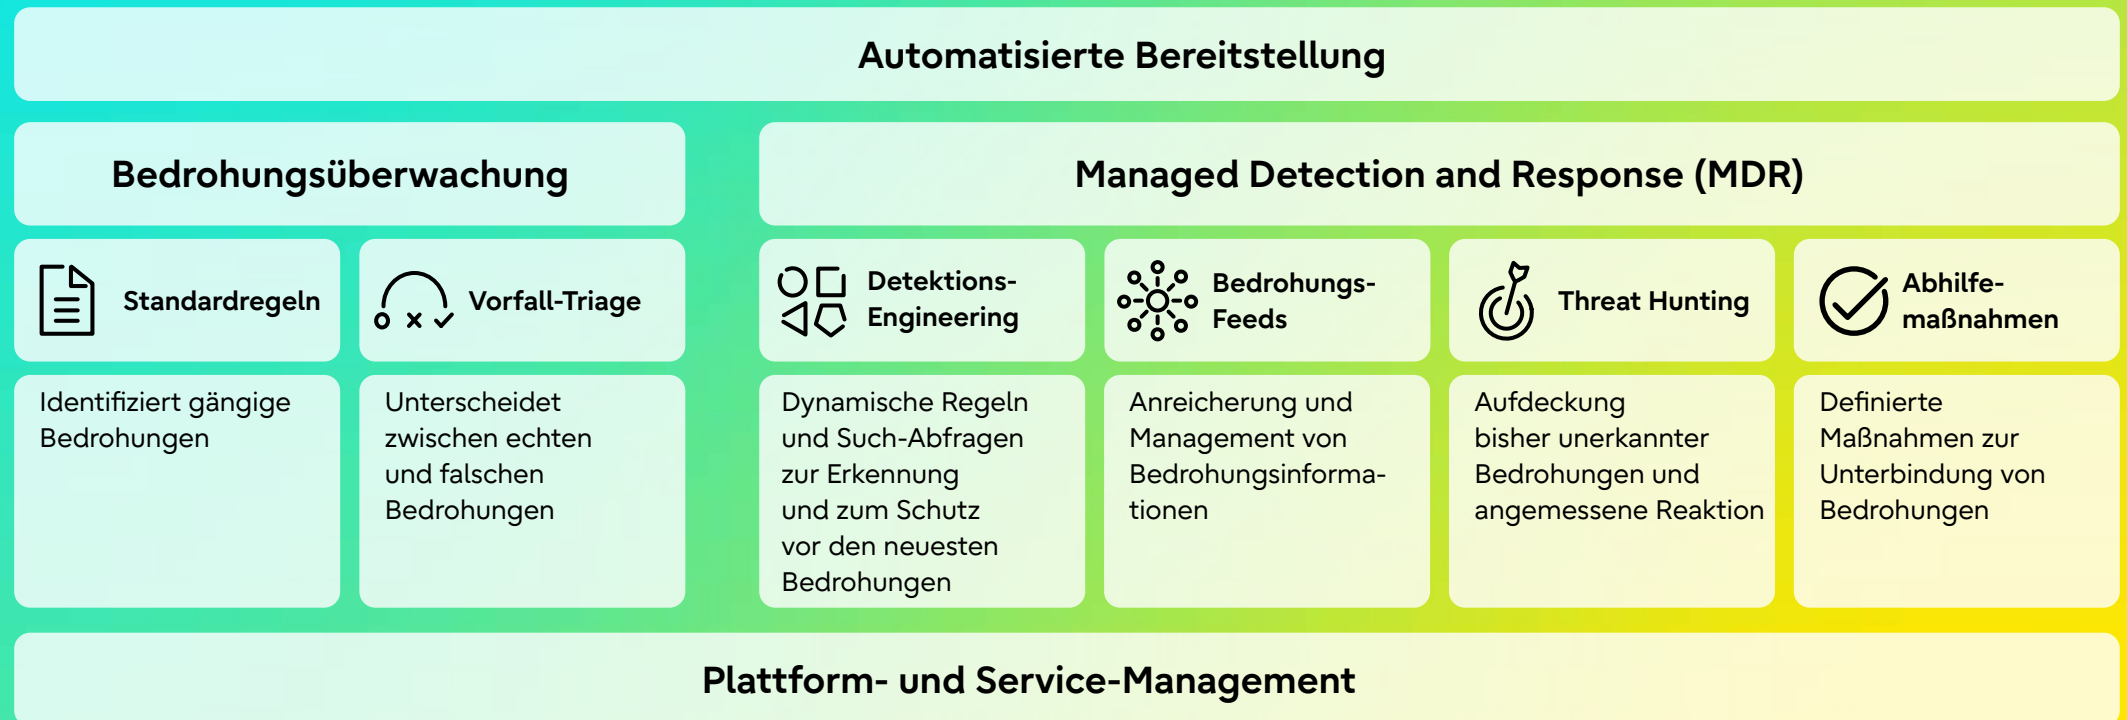 Automatisierte Bereitstellung
Bedrohungsüberwachung
Managed Detection and Response (MDR)
Standardregeln
Vorfall-Triage
Detektions-
Engineering
Bedrohungs-
Feeds
Threat Hunting
Abhilfe-
maßnahmen
Identifiziert gängige
Bedrohungen
Unterscheidet
zwischen echten
und falschen
Bedrohungen
Dynamische Regeln
und Such-Abfragen
zur Erkennung
und zum Schutz
vor den neuesten
Bedrohungen
Anreicherung und
Management von
Bedrohungsinforma-
tionen
Aufdeckung
bisher unerkannter
Bedrohungen und
angemessene Reaktion
Definierte
Maßnahmen zur
Unterbindung von
Bedrohungen
Plattform- und Service-Management